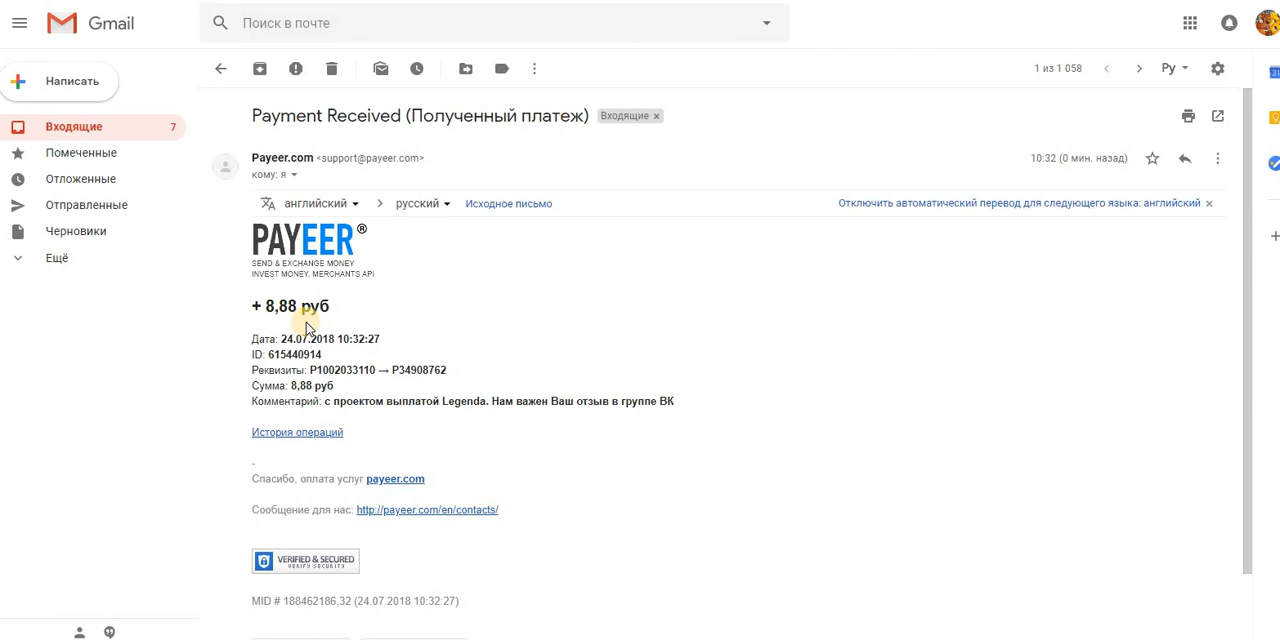 Gmail
Поиск в почте
Написать
1 из 1 058
Ру
Входящие 7
Помеченные
Отложенные
Отправленные
Черновики
Ещё
Payment Received (Полученный платеж) Входящие ×
Payeer.com <support@payeer.com>
10:32 (0 мин. назад)
кому: я
английский > русский Исходное письмо
Отключить автоматический перевод для следующего языка: английский ×
PAYEER®
SEND & EXCHANGE MONEY
INVEST MONEY, MERCHANTS API
+ 8,88 руб
Дата: 24.07.2018 10:32:27
ID: 615440914
Реквизиты: P1002033110 → P34908762
Сумма: 8,88 руб
Комментарий: с проектом выплатой Legenda. Нам важен Ваш отзыв в группе ВК
История операций
-
Спасибо, оплата услуг payeer.com
Сообщение для нас: http://payeer.com/en/contacts/
VERIFIED & SECURED
VERIFY SECURITY
MID # 188462186,32 (24.07.2018 10:32:27)
31